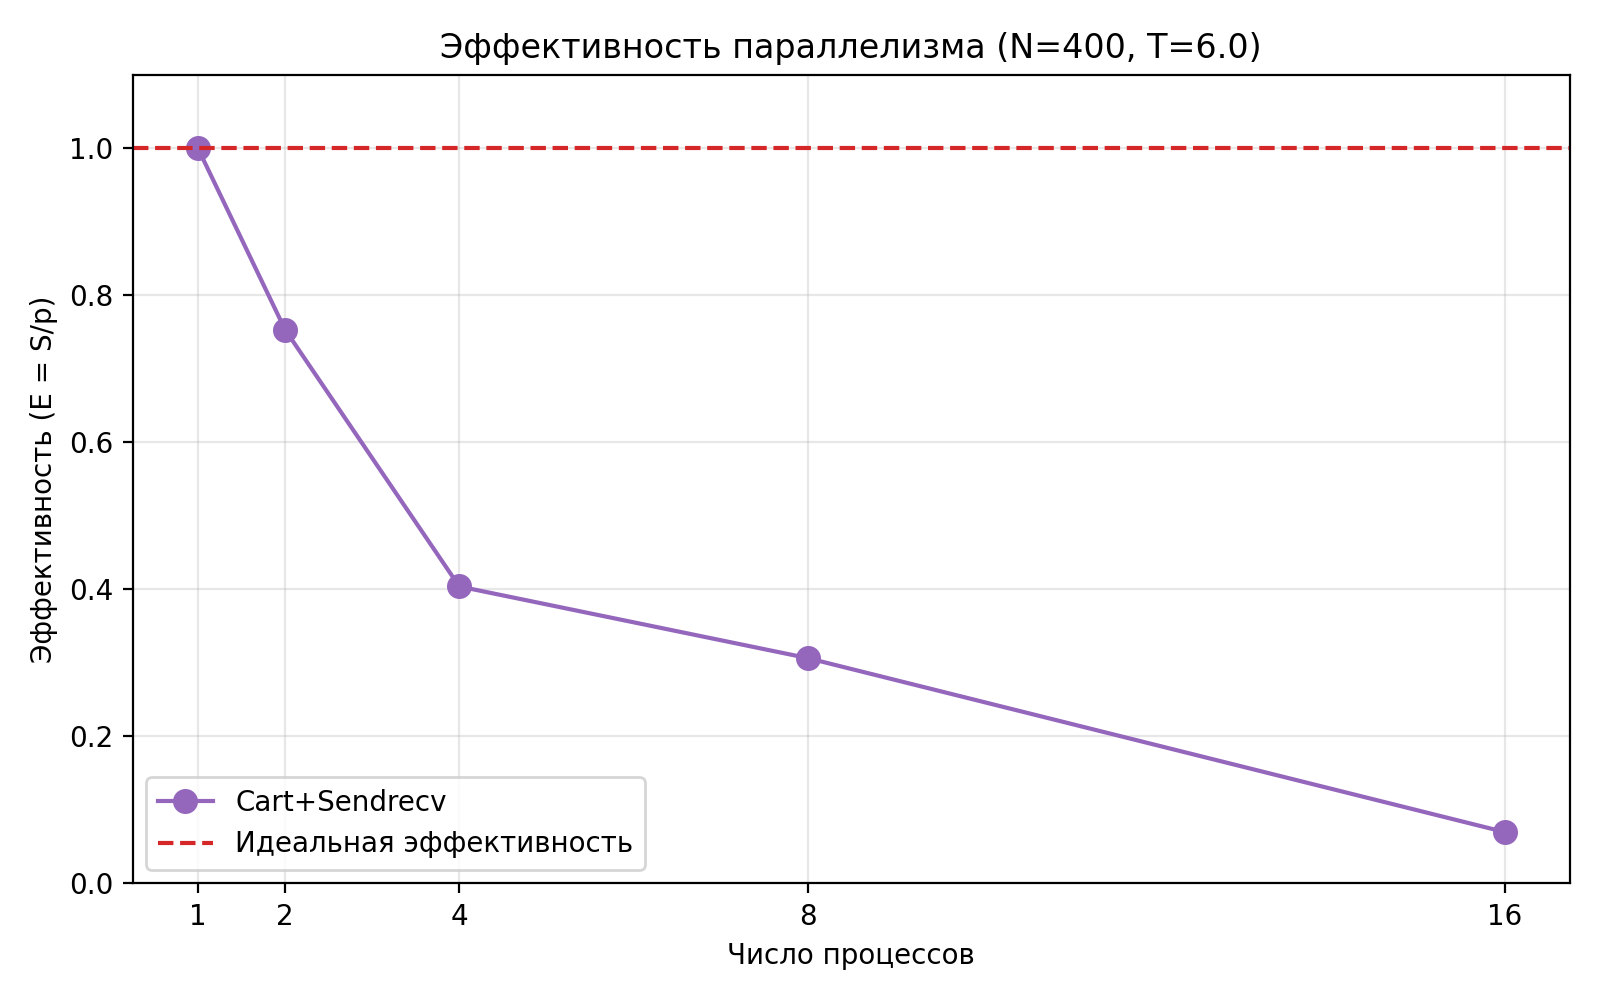 Эффективность параллелизма (N=400, T=6.0)
Эффективность (E = S/p)
1.0
0.8
0.6
0.4
0.2
0.0
Cart+Sendrecv
Идеальная эффективность
1 2 4 8 16
Число процессов